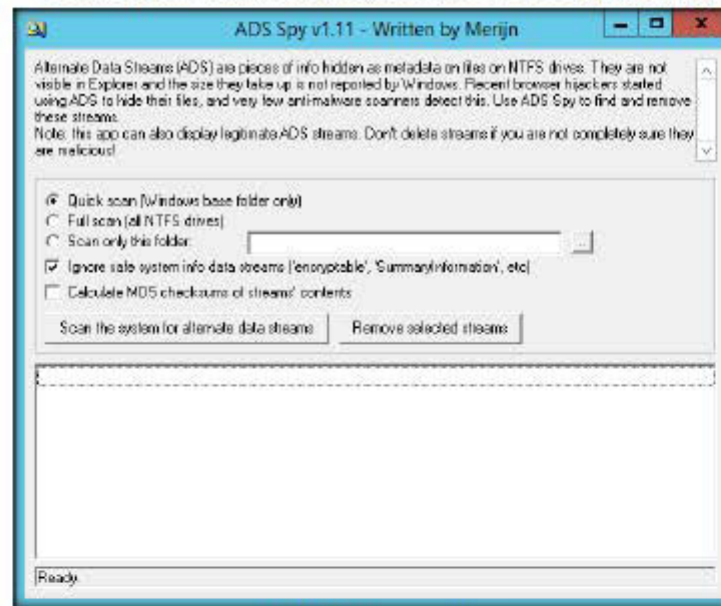 ADS Spy v1.11 - Written by Merijn
Alternate Data Streams (ADS) are pieces of info hidden as metadata on files on NTFS drives. They are not
visible in Explorer and the size they take up is not reported by Windows. Recent browser hijackers started
using ADS to hide their files, and very few anti-malware scanners detect this. Use ADS Spy to find and remove
these streams.
Note: this app can also display legitimate ADS streams. Don't delete streams if you are not completely sure they
are malicious!
Quick scan (Windows base folder only)
Full scan (all NTFS drives)
Scan only this folder:
...
Ignore safe system info data streams ('encryptable', 'SummaryInformation', etc)
Calculate MD5 checksums of streams' contents
Scan the system for alternate data streams
Remove selected streams
Ready.